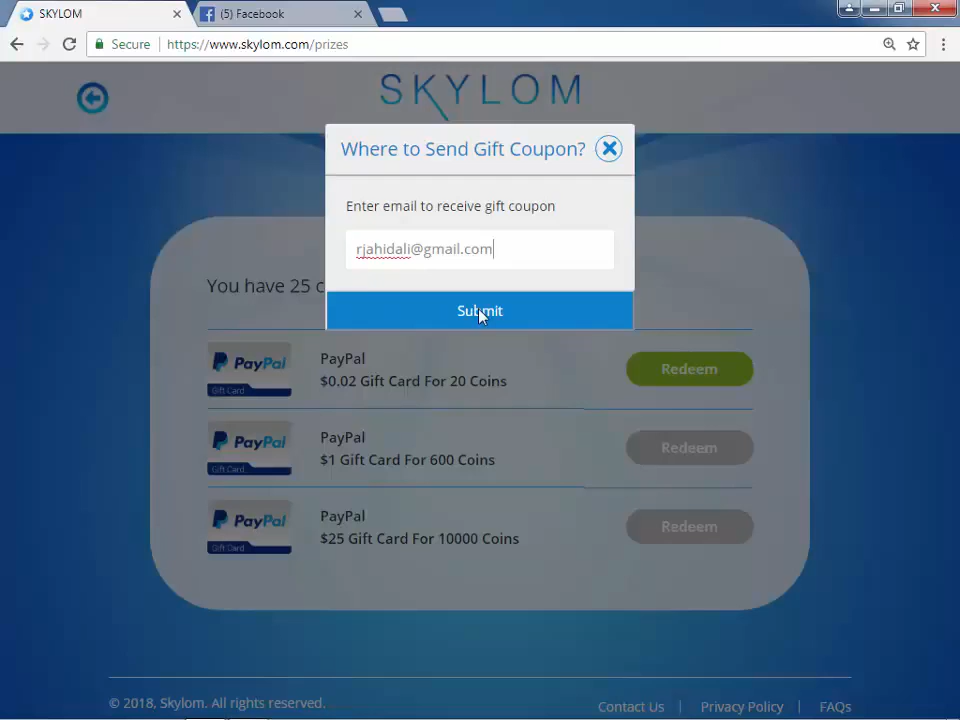 SKYLOM
(5) Facebook
Secure https://www.skylom.com/prizes
SKYLOM
Where to Send Gift Coupon?
Enter email to receive gift coupon
rjahidali@gmail.com
Submit
You have 25 c
PayPal
Gift Card
PayPal
$0.02 Gift Card For 20 Coins
Redeem
PayPal
Gift Card
PayPal
$1 Gift Card For 600 Coins
Redeem
PayPal
Gift Card
PayPal
$25 Gift Card For 10000 Coins
Redeem
© 2018, Skylom. All rights reserved.
Contact Us | Privacy Policy | FAQs